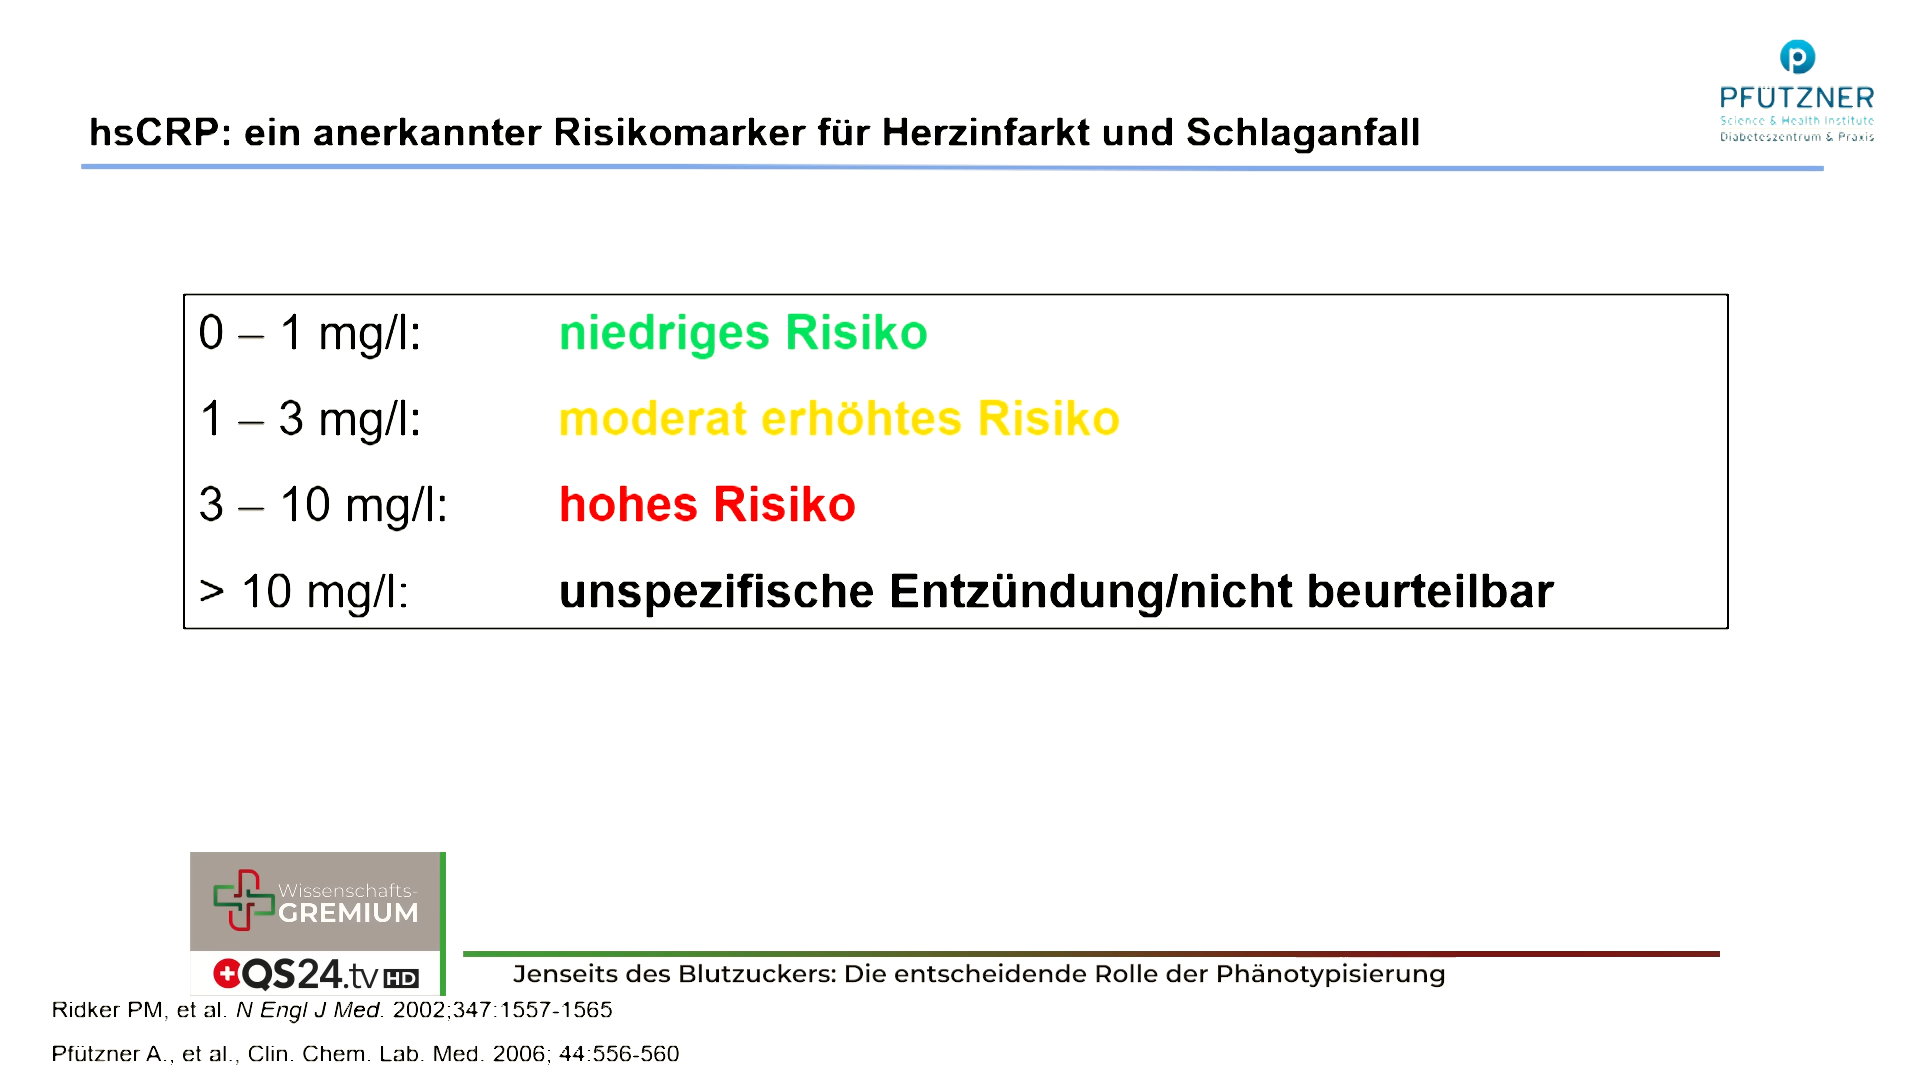 PFÜTZNER
Science & Health Institute
Diabeteszentrum & Praxis
hsCRP: ein anerkannter Risikomarker für Herzinfarkt und Schlaganfall
0 – 1 mg/l: niedriges Risiko
1 – 3 mg/l: moderat erhöhtes Risiko
3 – 10 mg/l: hohes Risiko
> 10 mg/l: unspezifische Entzündung/nicht beurteilbar
Wissenschafts-
GREMIUM
QS24.tv HD
Jenseits des Blutzuckers: Die entscheidende Rolle der Phänotypisierung
Ridker PM, et al. N Engl J Med. 2002;347:1557-1565
Pfützner A., et al., Clin. Chem. Lab. Med. 2006; 44:556-560